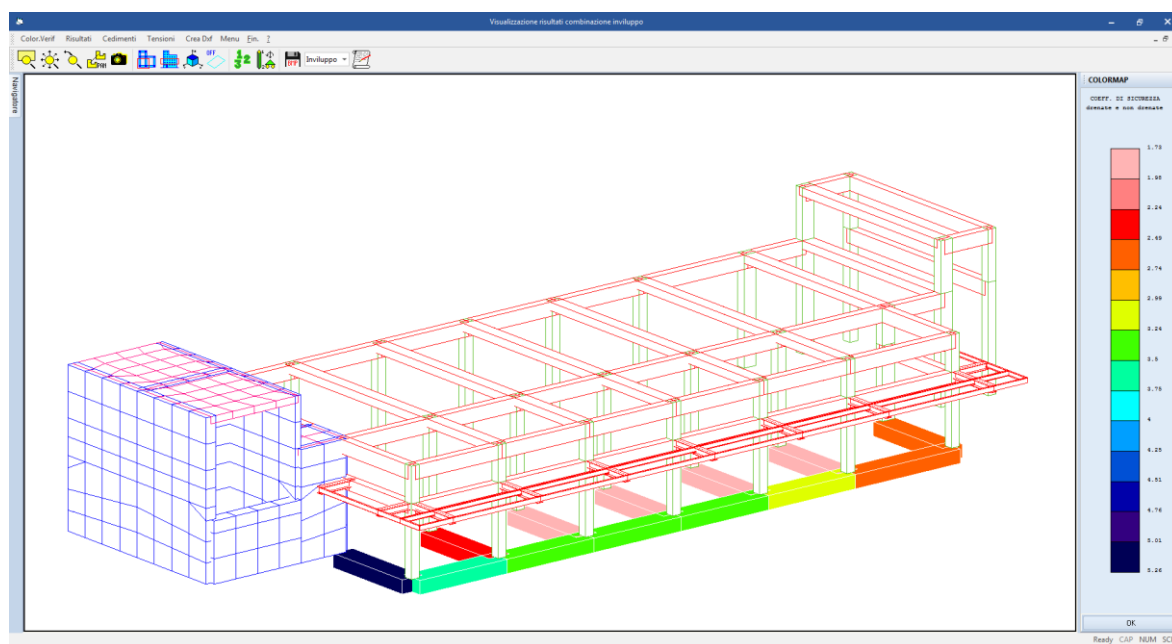 Visualizzazione risultati combinazione inviluppo
Color.Verif Risultati Cedimenti Tensioni Crea Dxf Menu Fin. ?
OFF
Inviluppo
Navigatore
COLORMAP
COEFF. DI SICUREZZA
drenate e non drenate
1.73
1.98
2.24
2.49
2.74
2.99
3.24
3.5
3.75
4
4.25
4.51
4.76
5.01
5.26
OK
Ready CAP NUM SC